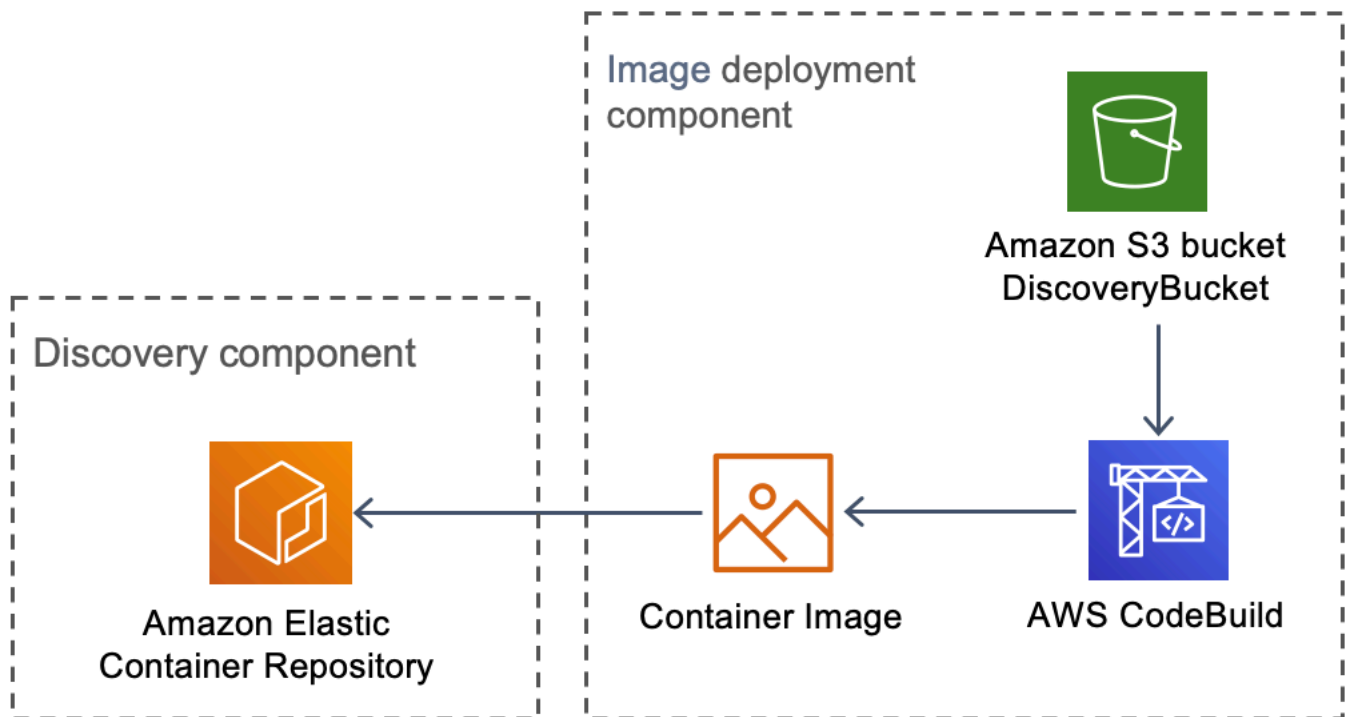 Image deployment
component
Amazon S3 bucket
DiscoveryBucket
Discovery component
Amazon Elastic
Container Repository
Container Image
AWS CodeBuild
</>